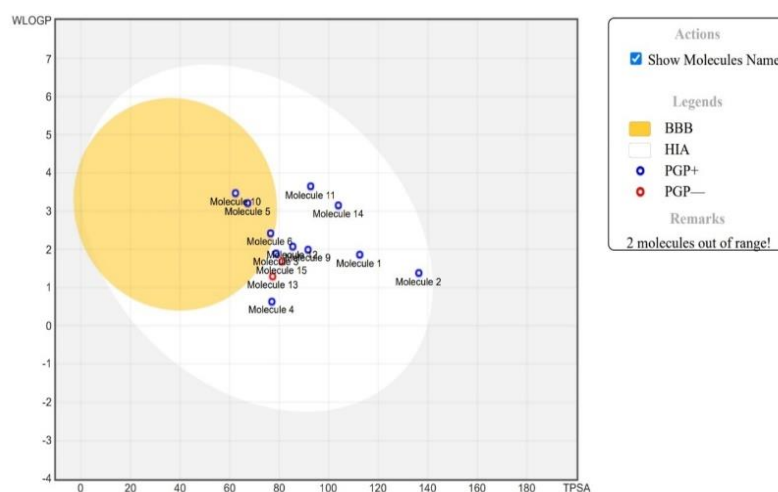 WLOGP
7
6
5
4
3
2
1
0
-1
-2
-3
-4
0
20
40
60
80
100
120
140
160
180
TPSA
Molecule 10
Molecule 5
Molecule 11
Molecule 14
Molecule 6
Molecule 9
Molecule 3
Molecule 15
Molecule 13
Molecule 4
Molecule 1
Molecule 2
Actions
Show Molecules Name
Legends
BBB
HIA
PGP+
PGP—
Remarks
2 molecules out of range!